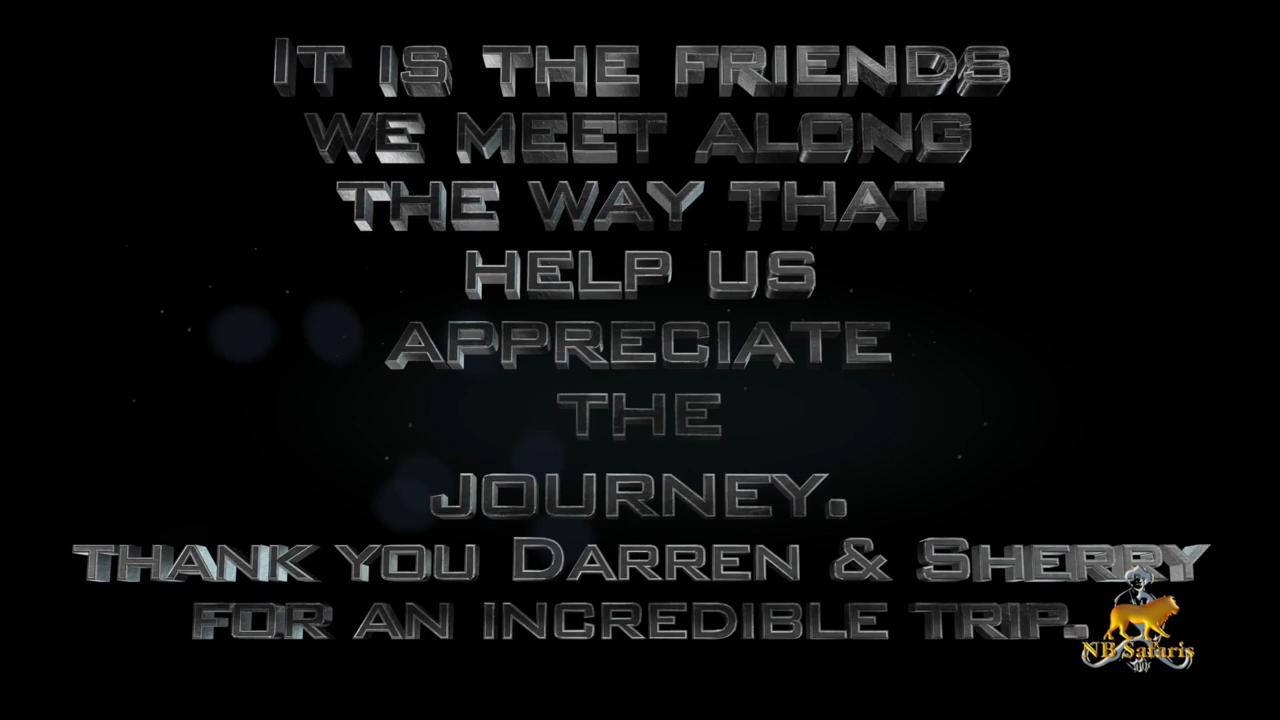 It is the friends
we meet along
the way that
help us
appreciate
the
journey.
thank you Darren & Sherry
for an incredible trip.
NB Safaris